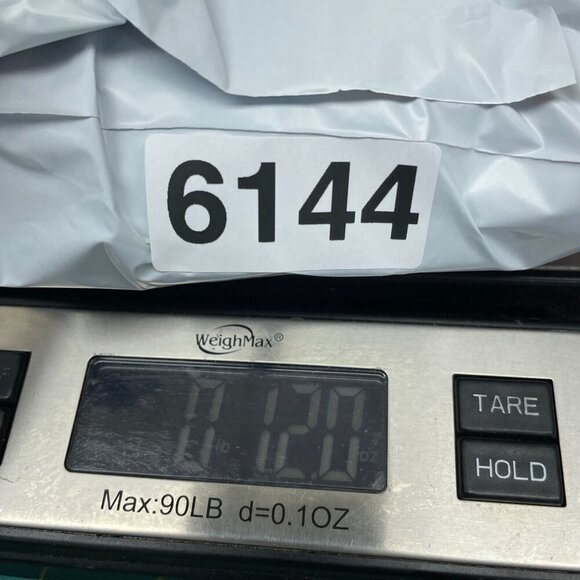 6144
WeighMax®
0 lb 12.0 oz
TARE
HOLD
Max:90LB d=0.1OZ